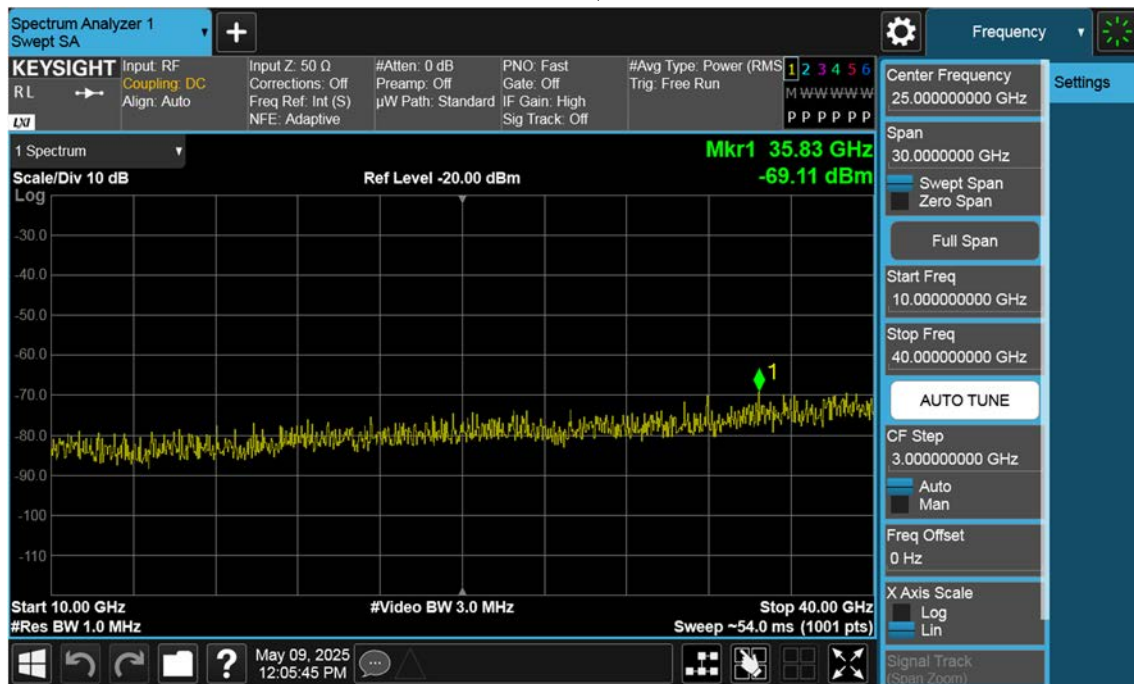 Spectrum Analyzer 1
Swept SA
Frequency
KEYSIGHT
RL
LXI
Input: RF
Coupling: DC
Align: Auto
Input Z: 50 Ω
Corrections: Off
Freq Ref: Int (S)
NFE: Adaptive
#Atten: 0 dB
Preamp: Off
µW Path: Standard
PNO: Fast
Gate: Off
IF Gain: High
Sig Track: Off
#Avg Type: Power (RMS
Trig: Free Run
1 2 3 4 5 6
M W W W W W
P P P P P P
1 Spectrum
Scale/Div 10 dB
Ref Level -20.00 dBm
Mkr1 35.83 GHz
-69.11 dBm
Log
-30.0
-40.0
-50.0
-60.0
-70.0
-80.0
-90.0
-100
-110
1
Start 10.00 GHz
#Video BW 3.0 MHz
Stop 40.00 GHz
#Res BW 1.0 MHz
Sweep ~54.0 ms (1001 pts)
?
May 09, 2025
12:05:45 PM
Center Frequency
25.000000000 GHz
Settings
Span
30.0000000 GHz
Swept Span
Zero Span
Full Span
Start Freq
10.000000000 GHz
Stop Freq
40.000000000 GHz
AUTO TUNE
CF Step
3.000000000 GHz
Auto
Man
Freq Offset
0 Hz
X Axis Scale
Log
Lin
Signal Track
(Span Zoom)